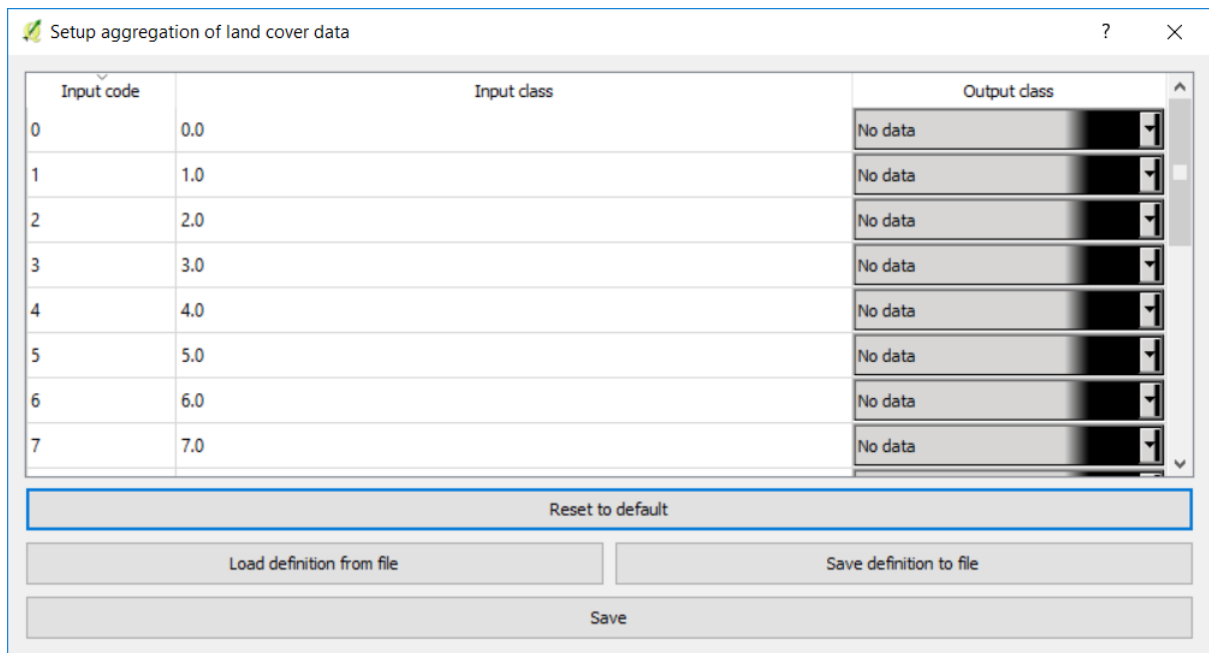 Setup aggregation of land cover data ?
Input code Input class Output class
0 0.0 No data
1 1.0 No data
2 2.0 No data
3 3.0 No data
4 4.0 No data
5 5.0 No data
6 6.0 No data
7 7.0 No data
Reset to default
Load definition from file Save definition to file
Save